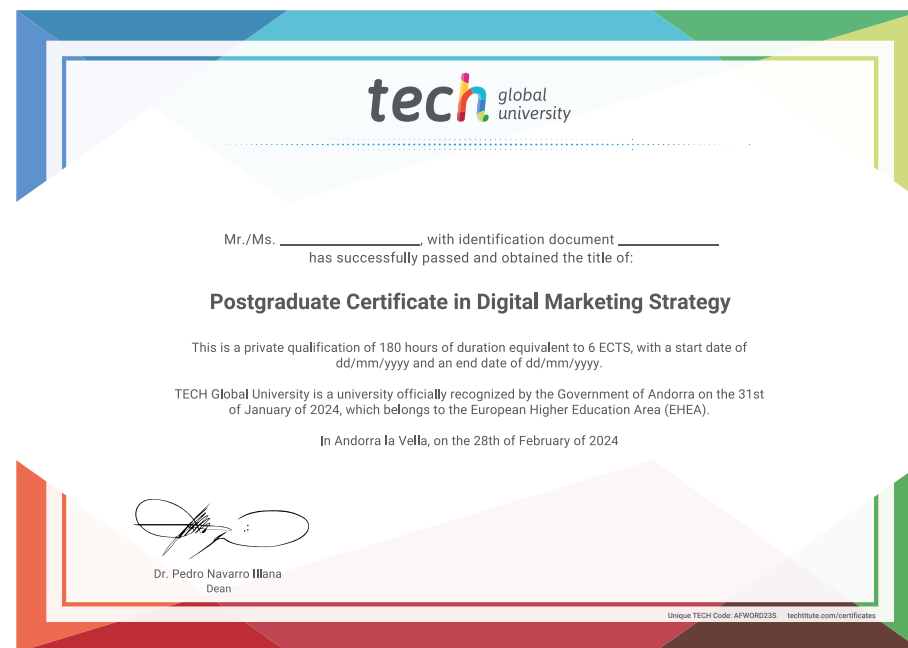 tech global
university
Mr./Ms. ____________________, with identification document ______________
has successfully passed and obtained the title of:
Postgraduate Certificate in Digital Marketing Strategy
This is a private qualification of 180 hours of duration equivalent to 6 ECTS, with a start date of
dd/mm/yyyy and an end date of dd/mm/yyyy.
TECH Global University is a university officially recognized by the Government of Andorra on the 31st
of January of 2024, which belongs to the European Higher Education Area (EHEA).
In Andorra la Vella, on the 28th of February of 2024
Dr. Pedro Navarro Illana
Dean
Unique TECH Code: AFWORD23S techtitute.com/certificates